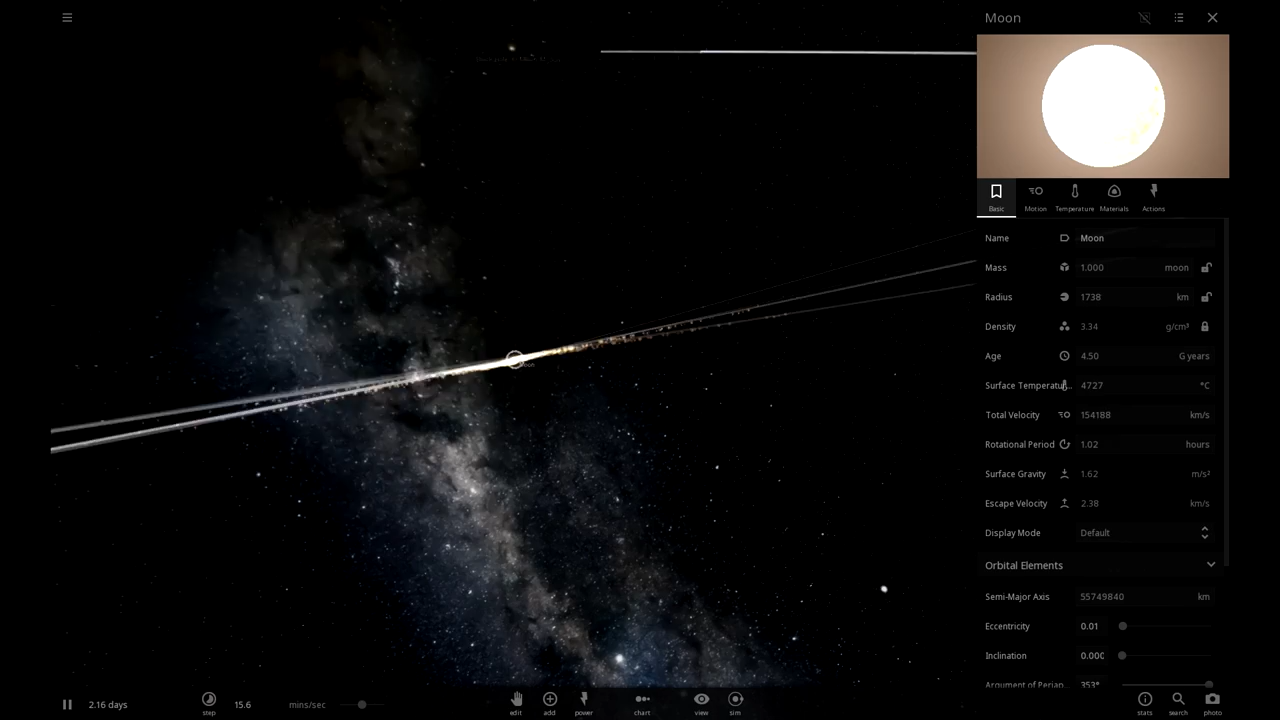 Moon
Basic
Motion
Temperature
Materials
Actions
Name Moon
Mass 1.000 moon
Radius 1738 km
Density 3.34 g/cm³
Age 4.50 G years
Surface Temperatur... 4727 °C
Total Velocity 154188 km/s
Rotational Period 1.02 hours
Surface Gravity 1.62 m/s²
Escape Velocity 2.38 km/s
Display Mode Default
Orbital Elements
Semi-Major Axis 55749840 km
Eccentricity 0.01
Inclination 0.000
Argument of Periap... 353°
2.16 days
step
15.6 mins/sec
edit
add
power
chart
view
sim
stats
search
photo